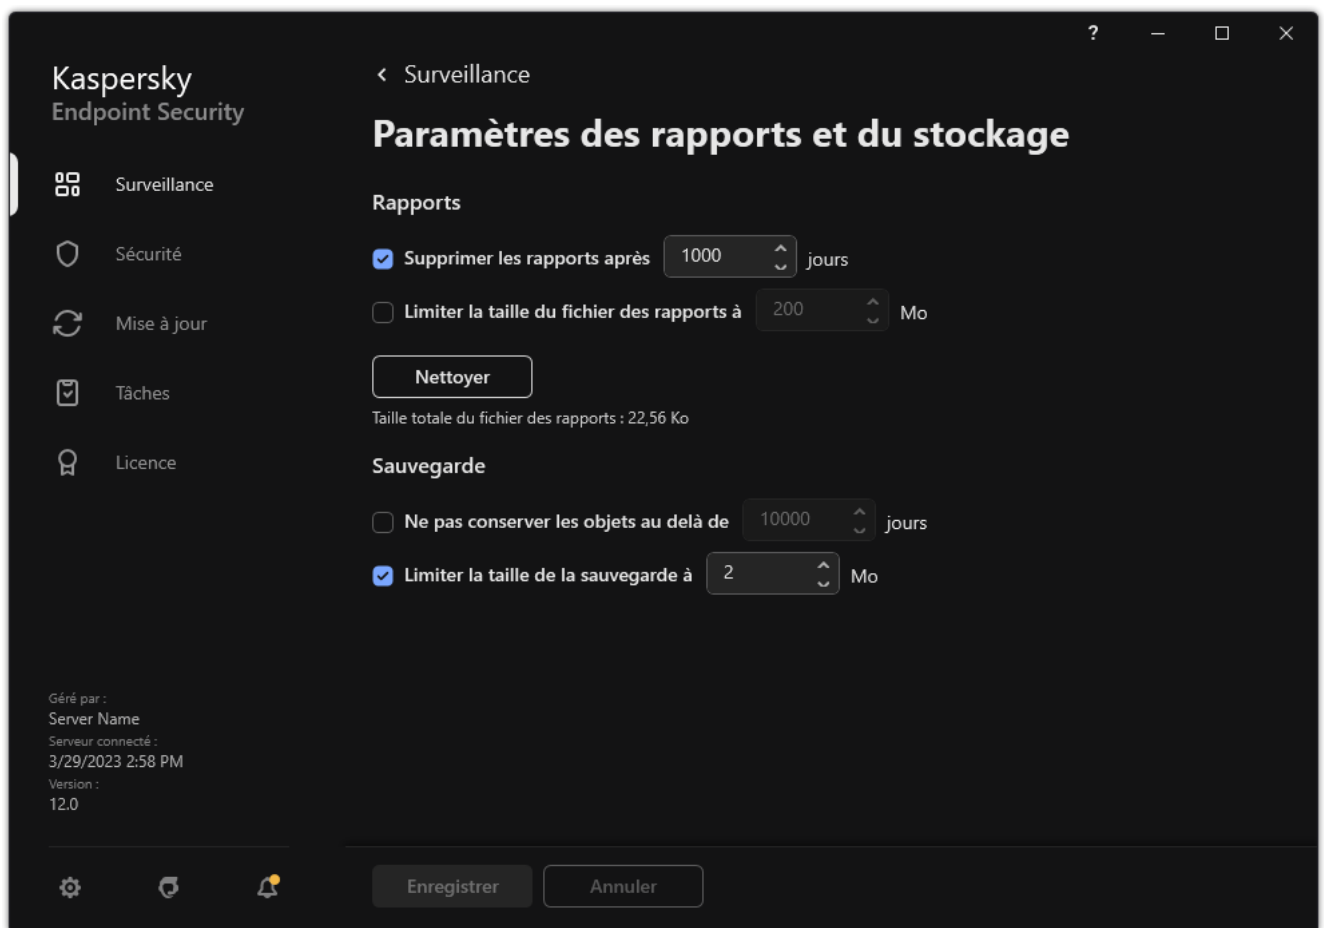 ?
Kaspersky
Endpoint Security
Surveillance
Paramètres des rapports et du stockage
Surveillance
Sécurité
Mise à jour
Tâches
Licence
Rapports
Supprimer les rapports après 1000 jours
Limiter la taille du fichier des rapports à 200 Mo
Nettoyer
Taille totale du fichier des rapports : 22,56 Ko
Sauvegarde
Ne pas conserver les objets au delà de 10000 jours
Limiter la taille de la sauvegarde à 2 Mo
Géré par :
Server Name
Serveur connecté :
3/29/2023 2:58 PM
Version :
12.0
Enregistrer
Annuler